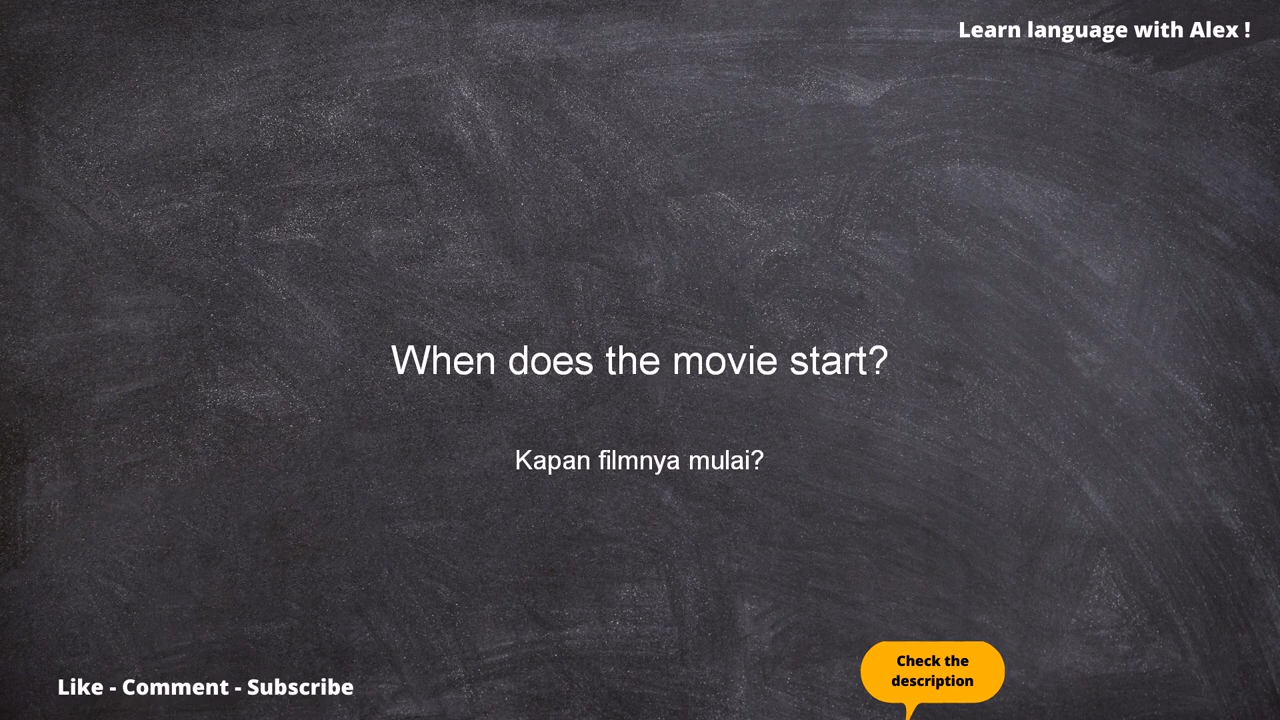 Learn language with Alex !
When does the movie start?
Kapan filmnya mulai?
Check the
description
Like - Comment - Subscribe